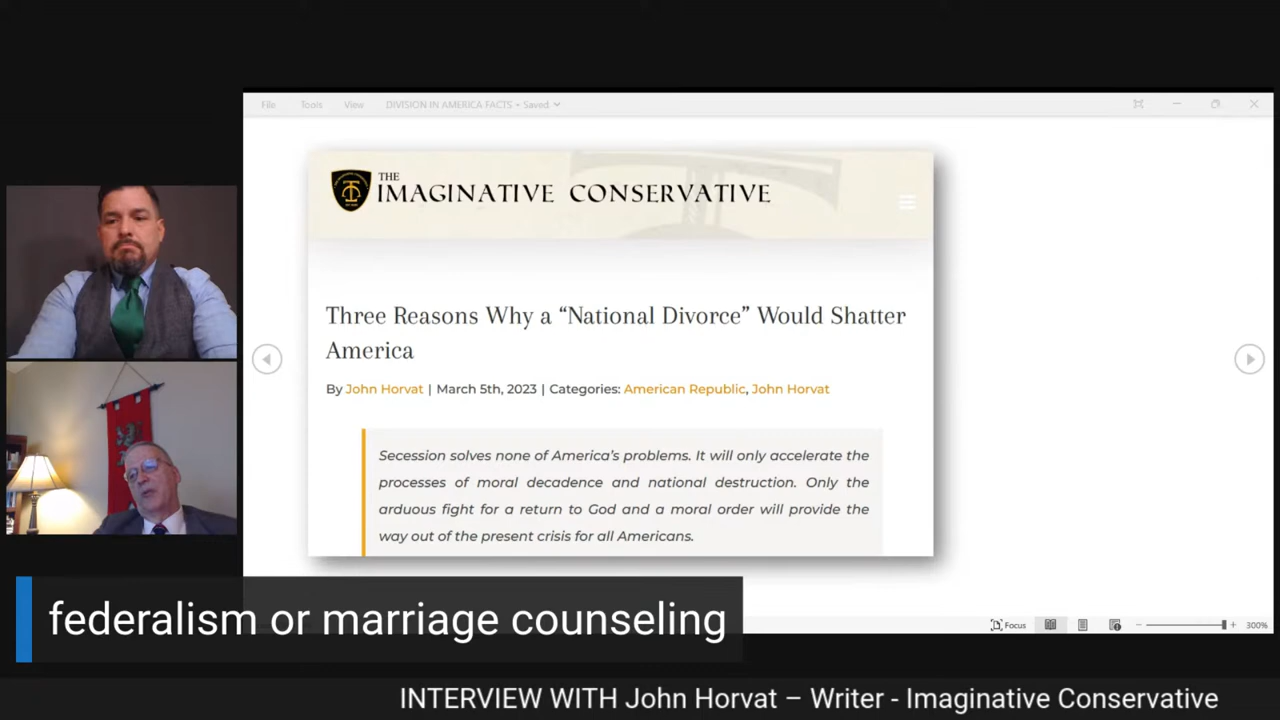 File Tools View DIVISION IN AMERICA FACTS • Saved
THE
IMAGINATIVE CONSERVATIVE
Three Reasons Why a “National Divorce” Would Shatter
America
By John Horvat | March 5th, 2023 | Categories: American Republic, John Horvat
Secession solves none of America’s problems. It will only accelerate the
processes of moral decadence and national destruction. Only the
arduous fight for a return to God and a moral order will provide the
way out of the present crisis for all Americans.
federalism or marriage counseling
Focus 300%
INTERVIEW WITH John Horvat – Writer - Imaginative Conservative